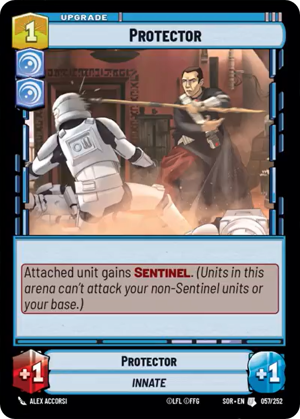 UPGRADE
1
PROTECTOR
Attached unit gains SENTINEL. (Units in this
arena can't attack your non-Sentinel units or
your base.)
PROTECTOR
INNATE
+1
+1
ALEX ACCORSI
©LFL ©FFG
SOR • EN
U
057/252